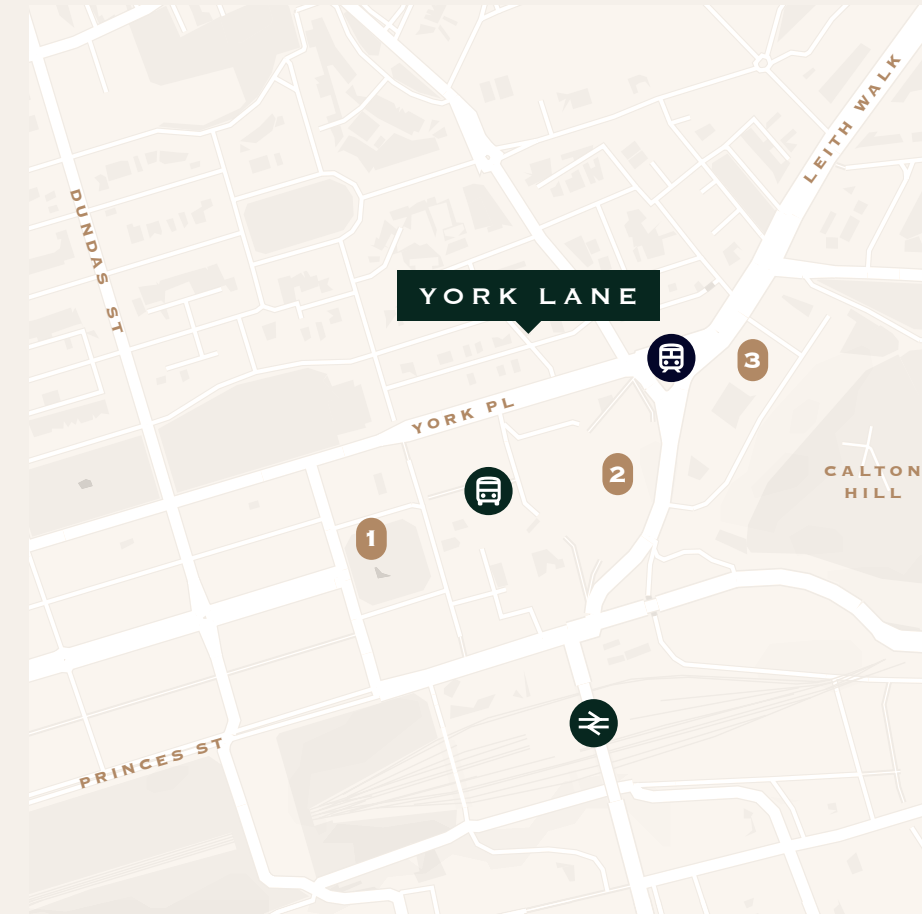 LEITH WALK
DUNDAS ST
YORK LANE
3
YORK PL
2
CALTON
HILL
1
PRINCES ST